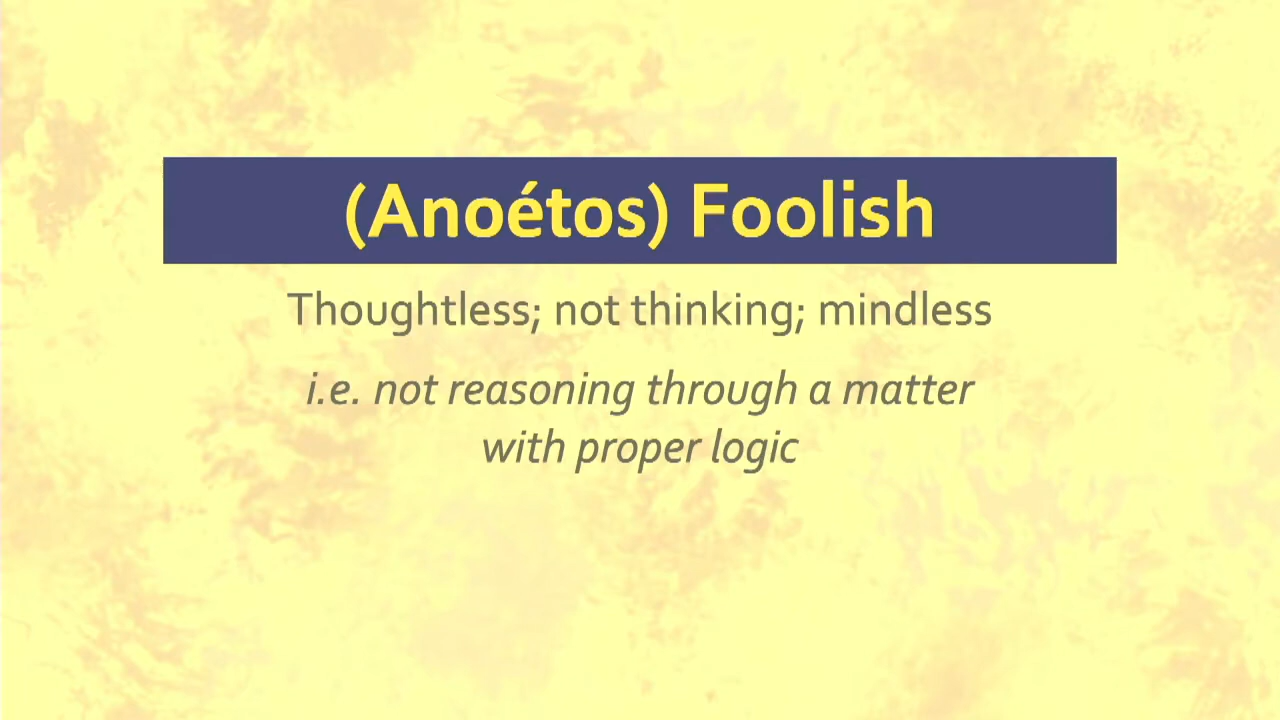 (Anoétos) Foolish
Thoughtless; not thinking; mindless
i.e. not reasoning through a matter
with proper logic